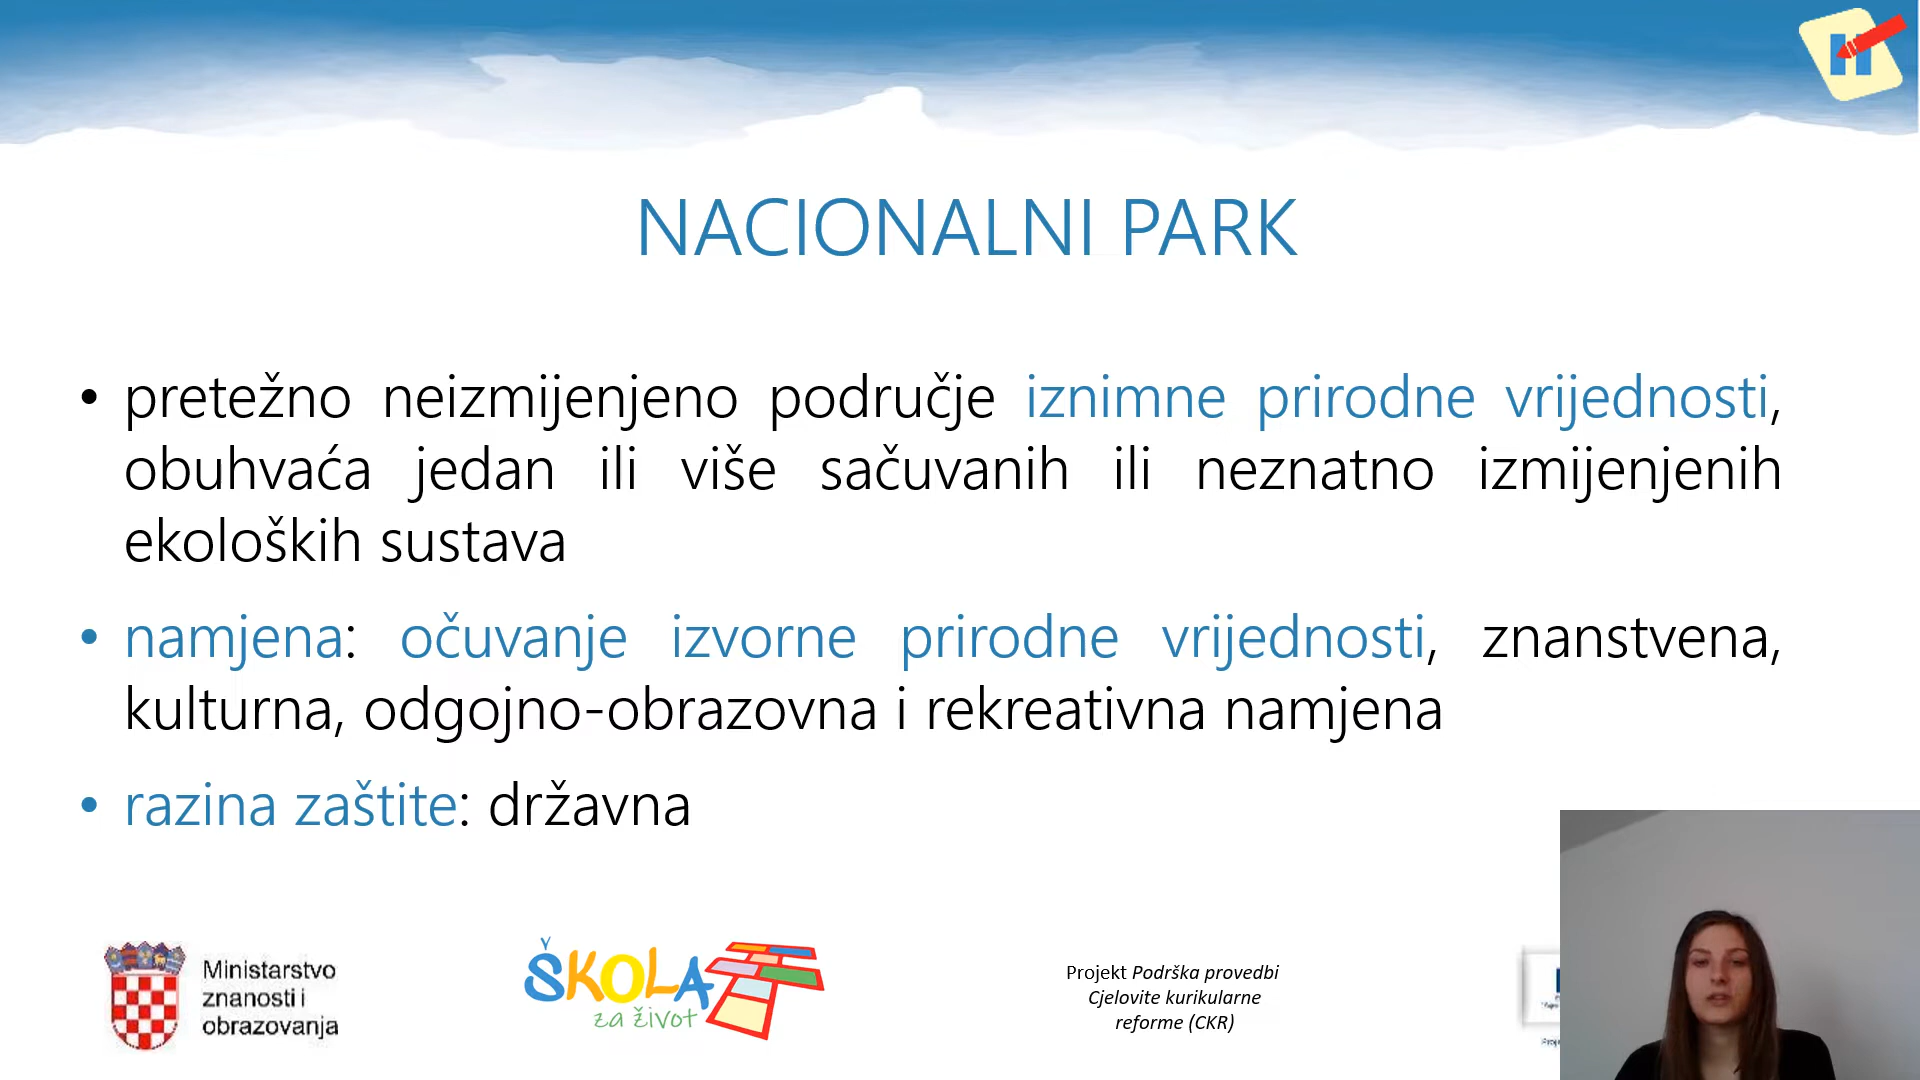 NACIONALNI PARK
• pretežno neizmijenjeno područje iznimne prirodne vrijednosti,
obuhvaća jedan ili više sačuvanih ili neznatno izmijenjenih
ekoloških sustava
• namjena: očuvanje izvorne prirodne vrijednosti, znanstvena,
kulturna, odgojno-obrazovna i rekreativna namjena
• razina zaštite: državna
Ministarstvo
znanosti i
obrazovanja
ŠKOLA
za život
Projekt Podrška provedbi
Cjelovite kurikularne
reforme (CKR)